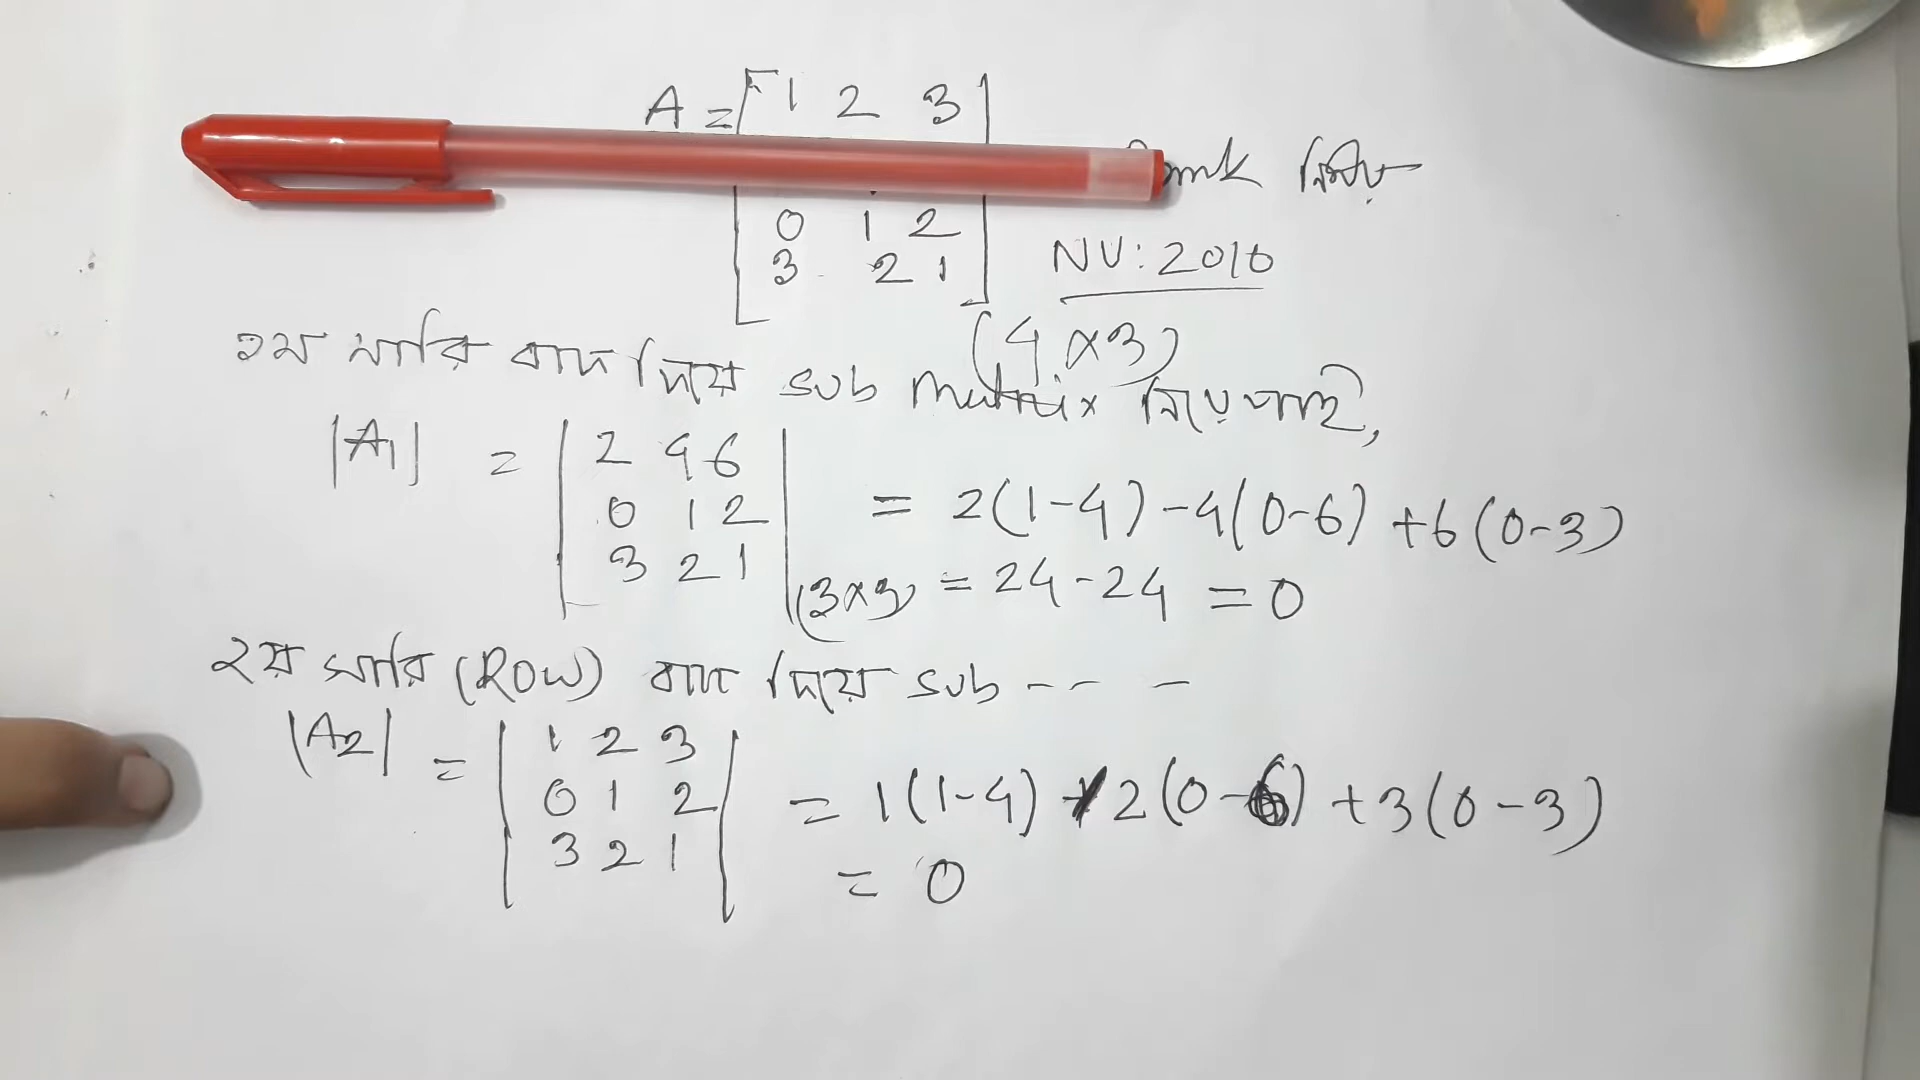 A = [ 1 2 3 ]
নির্ণয়
0 1 2
3 2 1
NU: 2016
(4×3)
১ম সারি বাদ দিয়ে sub matrix নিয়ে পাই,
|A1| = | 2 4 6 | = 2(1-4) -4(0-6) +6(0-3)
0 1 2
3 2 1 (3×3) = 24-24 = 0
২য় সারি (Row) বাদ দিয়ে sub -- -
|A2| = | 1 2 3 |
0 1 2 = 1(1-4) -2(0-6) +3(0-3)
3 2 1 = 0